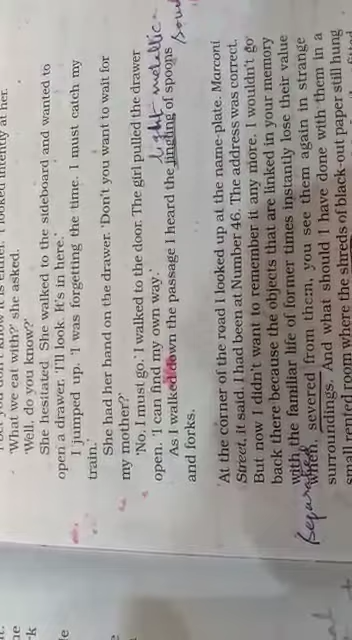 looked intently at her.
'What we eat with?' she asked.
'Well, do you know?'
She hesitated. She walked to the sideboard and wanted to
open a drawer. 'I'll look. It's in here.'
I jumped up. 'I was forgetting the time. I must catch my
train.'
She had her hand on the drawer. 'Don't you want to wait for
my mother?'
'No, I must go.' I walked to the door. The girl pulled the drawer
open. 'I can find my own way.'
light metallic
As I walked down the passage I heard the jingling of spoons
and forks.
At the corner of the road I looked up at the name-plate. Marconi
Street, it said. I had been at Number 46. The address was correct.
But now I didn't want to remember it any more. I wouldn't go
back there because the objects that are linked in your memory
with the familiar life of former times instantly lose their value
when, severed from them, you see them again in strange
surroundings. And what should I have done with them in a
small rented room where the shreds of black-out paper still hung